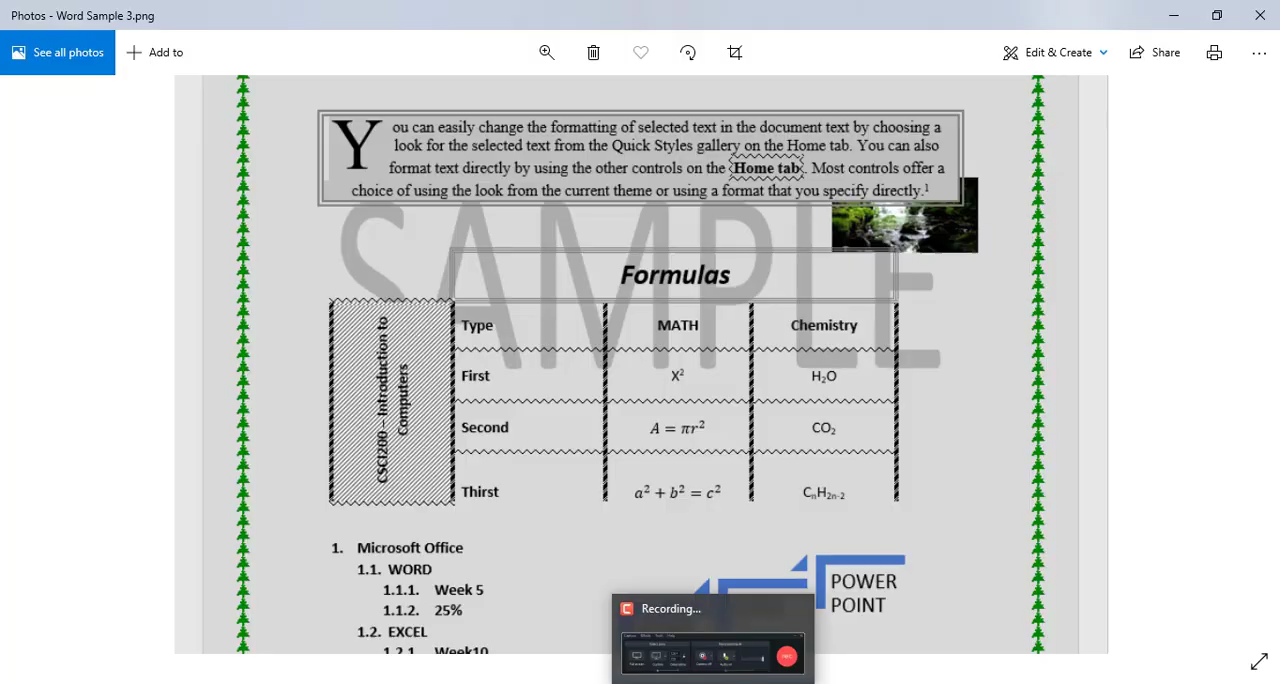 Photos - Word Sample 3.png
See all photos
Add to
Edit & Create
Share
You can easily change the formatting of selected text in the document text by choosing a
look for the selected text from the Quick Styles gallery on the Home tab. You can also
format text directly by using the other controls on the Home tab. Most controls offer a
choice of using the look from the current theme or using a format that you specify directly.¹
SAMPLE
Formulas
CSCI200 – Introduction to
Computers
Type MATH Chemistry
First X² H₂O
Second A = πr² CO₂
Thirst a² + b² = c² CₙH₂ₙ₋₂
1. Microsoft Office
1.1. WORD
1.1.1. Week 5
1.1.2. 25%
1.2. EXCEL
1.2.1. Week10
POWER
POINT
Recording...